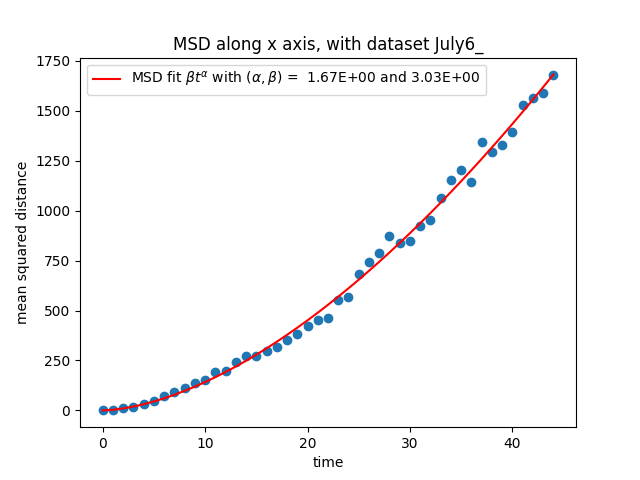 MSD along x axis, with dataset July6_
MSD fit βt^α with (α, β) = 1.67E+00 and 3.03E+00
mean squared distance
1750
1500
1250
1000
750
500
250
0
0 10 20 30 40
time